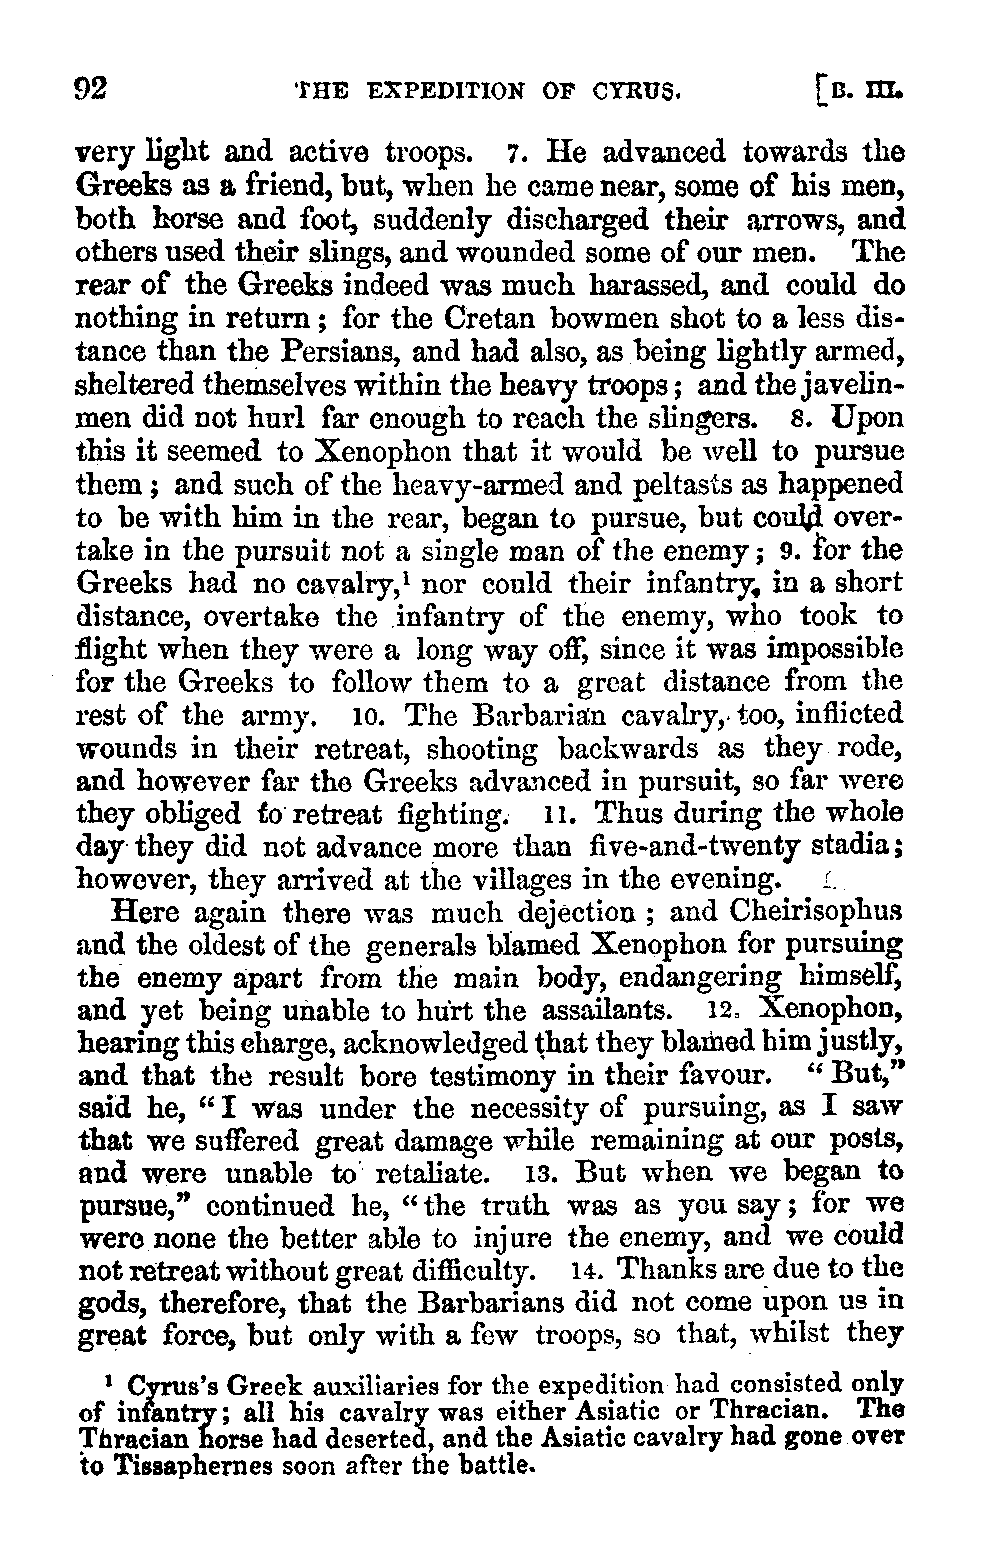 92 THE EXPEDITION OF CYRUS. [B. III.
very light and active troops. 7. He advanced towards the
Greeks as a friend, but, when he came near, some of his men,
both horse and foot, suddenly discharged their arrows, and
others used their slings, and wounded some of our men. The
rear of the Greeks indeed was much harassed, and could do
nothing in return; for the Cretan bowmen shot to a less dis-
tance than the Persians, and had also, as being lightly armed,
sheltered themselves within the heavy troops; and the javelin-
men did not hurl far enough to reach the slingers. 8. Upon
this it seemed to Xenophon that it would be well to pursue
them; and such of the heavy-armed and peltasts as happened
to be with him in the rear, began to pursue, but could over-
take in the pursuit not a single man of the enemy; 9. for the
Greeks had no cavalry,¹ nor could their infantry, in a short
distance, overtake the infantry of the enemy, who took to
flight when they were a long way off, since it was impossible
for the Greeks to follow them to a great distance from the
rest of the army. 10. The Barbarian cavalry, too, inflicted
wounds in their retreat, shooting backwards as they rode,
and however far the Greeks advanced in pursuit, so far were
they obliged to retreat fighting. 11. Thus during the whole
day they did not advance more than five-and-twenty stadia;
however, they arrived at the villages in the evening.
Here again there was much dejection; and Cheirisophus
and the oldest of the generals blamed Xenophon for pursuing
the enemy apart from the main body, endangering himself,
and yet being unable to hurt the assailants. 12. Xenophon,
hearing this charge, acknowledged that they blamed him justly,
and that the result bore testimony in their favour. "But,"
said he, "I was under the necessity of pursuing, as I saw
that we suffered great damage while remaining at our posts,
and were unable to retaliate. 13. But when we began to
pursue," continued he, "the truth was as you say; for we
were none the better able to injure the enemy, and we could
not retreat without great difficulty. 14. Thanks are due to the
gods, therefore, that the Barbarians did not come upon us in
great force, but only with a few troops, so that, whilst they
¹ Cyrus's Greek auxiliaries for the expedition had consisted only
of infantry; all his cavalry was either Asiatic or Thracian. The
Thracian horse had deserted, and the Asiatic cavalry had gone over
to Tissaphernes soon after the battle.